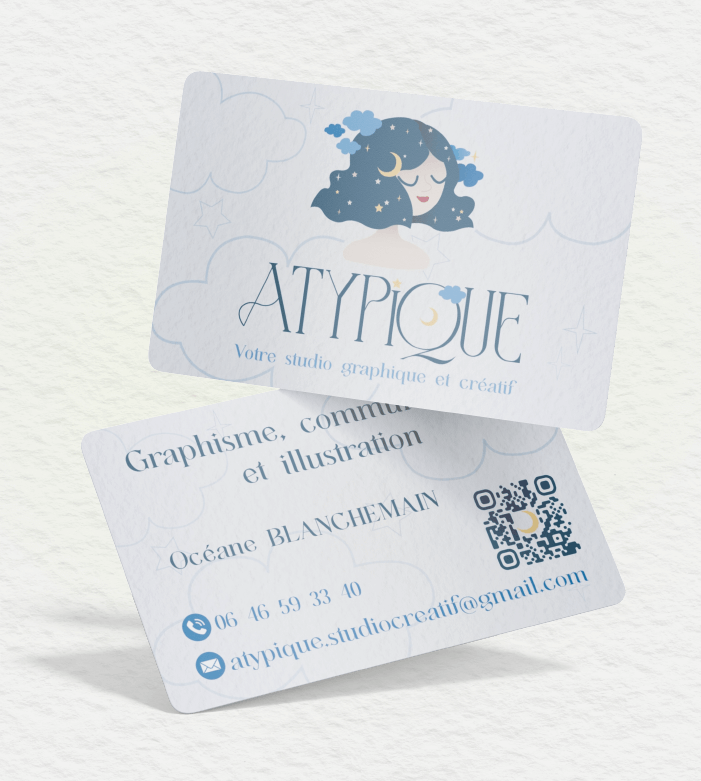 ATYPiQUE
Votre studio graphique et créatif
Graphisme,
et illustration
Océane BLANCHEMAIN
06 46 59 33 40
atypique.studiocreatif@gmail.com